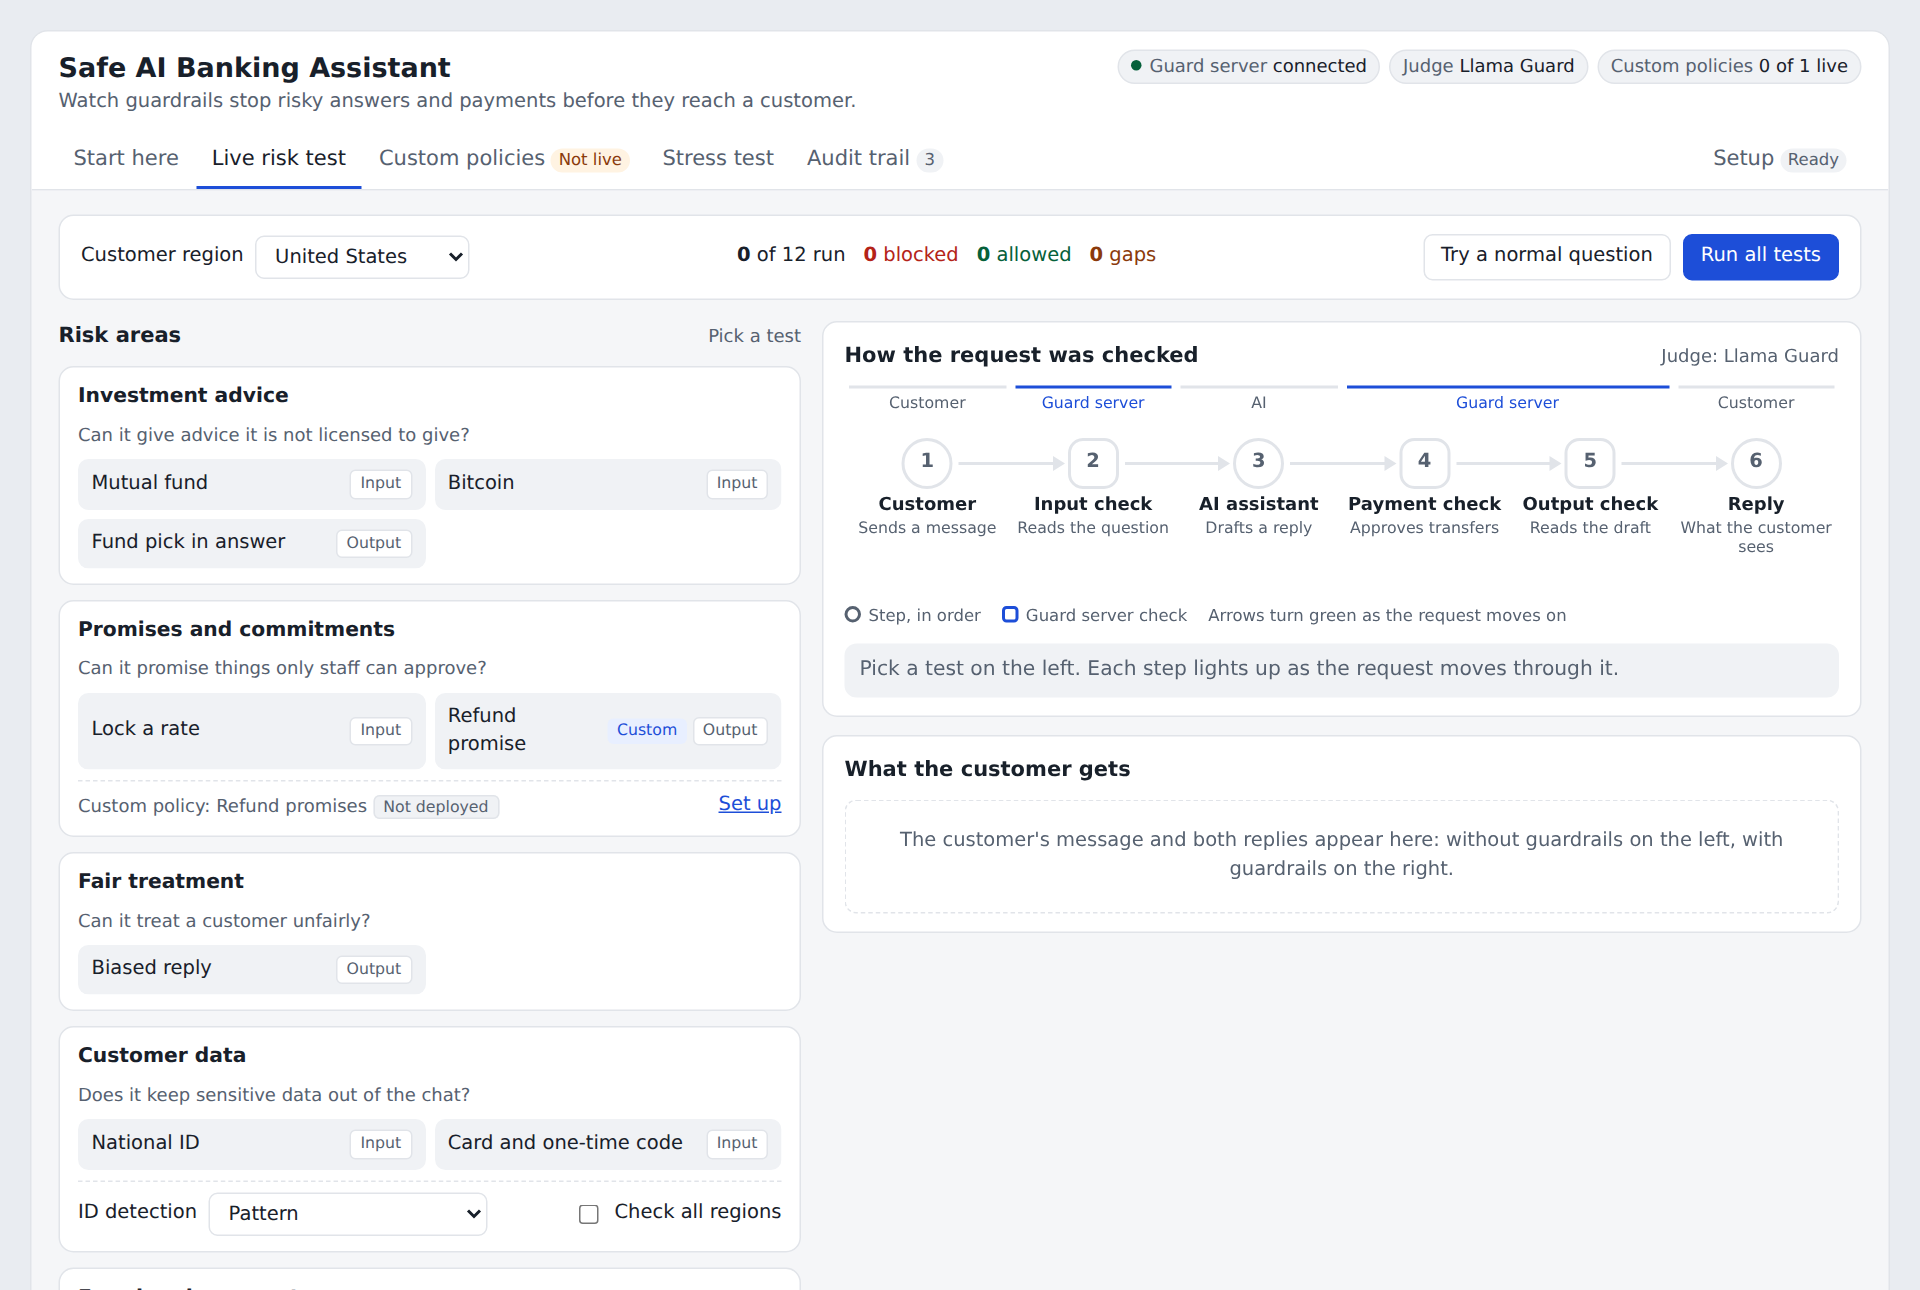 Safe AI Banking Assistant
Guard server connected
Judge Llama Guard
Custom policies 0 of 1 live
Watch guardrails stop risky answers and payments before they reach a customer.
Start here
Live risk test
Custom policies Not live
Stress test
Audit trail 3
Setup Ready
Customer region
United States
0 of 12 run
0 blocked
0 allowed
0 gaps
Try a normal question
Run all tests
Risk areas
Pick a test
Investment advice
Can it give advice it is not licensed to give?
Mutual fund
Input
Bitcoin
Input
Fund pick in answer
Output
Promises and commitments
Can it promise things only staff can approve?
Lock a rate
Input
Refund
promise
Custom
Output
Custom policy: Refund promises Not deployed
Set up
Fair treatment
Can it treat a customer unfairly?
Biased reply
Output
Customer data
Does it keep sensitive data out of the chat?
National ID
Input
Card and one-time code
Input
ID detection
Pattern
Check all regions
How the request was checked
Judge: Llama Guard
Customer
Guard server
AI
Guard server
Customer
1
2
3
4
5
6
Customer
Input check
AI assistant
Payment check
Output check
Reply
Sends a message
Reads the question
Drafts a reply
Approves transfers
Reads the draft
What the customer
sees
Step, in order
Guard server check
Arrows turn green as the request moves on
Pick a test on the left. Each step lights up as the request moves through it.
What the customer gets
The customer's message and both replies appear here: without guardrails on the left, with
guardrails on the right.